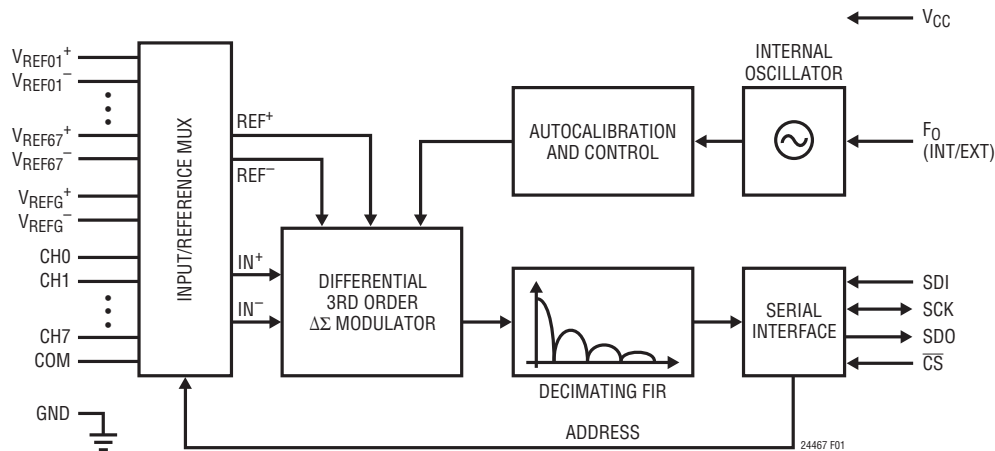 VCC
INTERNAL
OSCILLATOR
VREF01+
VREF01–
VREF67+
VREF67–
VREFG+
VREFG–
CH0
CH1
CH7
COM
GND
INPUT/REFERENCE MUX
REF+
REF–
IN+
IN–
AUTOCALIBRATION
AND CONTROL
FO
(INT/EXT)
DIFFERENTIAL
3RD ORDER
ΔΣ MODULATOR
DECIMATING FIR
SERIAL
INTERFACE
SDI
SCK
SDO
C̅S̅
ADDRESS
24467 F01